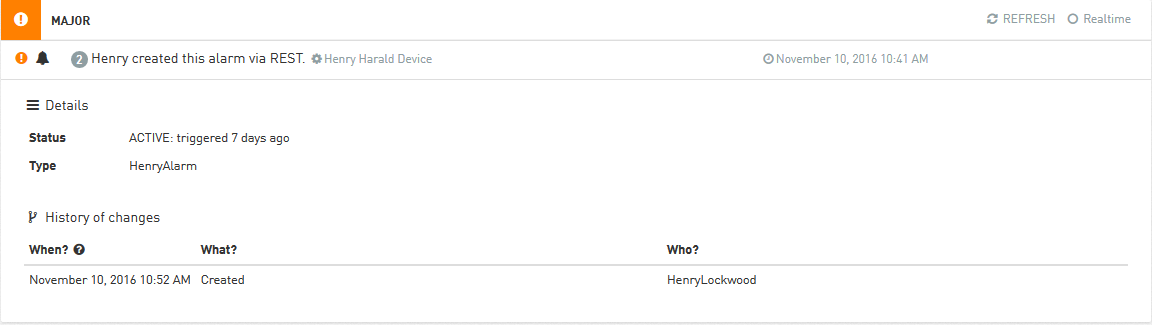 MAJOR REFRESH Realtime
2 Henry created this alarm via REST. Henry Harald Device November 10, 2016 10:41 AM
Details
Status ACTIVE: triggered 7 days ago
Type HenryAlarm
History of changes
When? What? Who?
November 10, 2016 10:52 AM Created HenryLockwood